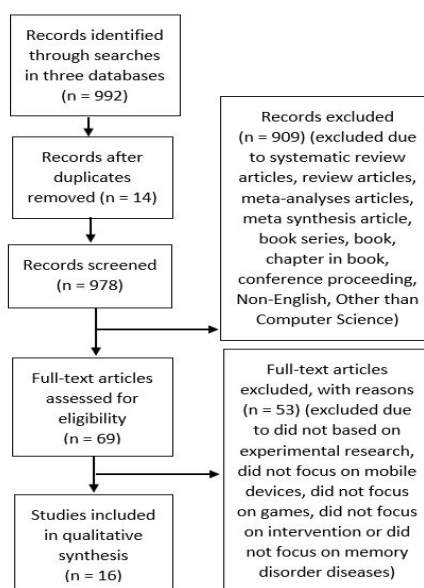 Records identified
through searches
in three databases
(n = 992)
Records after
duplicates
removed (n = 14)
Records screened
(n = 978)
Records excluded
(n = 909) (excluded due
to systematic review
articles, review articles,
meta-analyses articles,
meta synthesis article,
book series, book,
chapter in book,
conference proceeding,
Non-English, Other than
Computer Science)
Full-text articles
assessed for
eligibility
(n = 69)
Full-text articles
excluded, with reasons
(n = 53) (excluded due
to did not based on
experimental research,
did not focus on mobile
devices, did not focus
on games, did not focus
on intervention or did
not focus on memory
disorder diseases)
Studies included
in qualitative
synthesis
(n = 16)